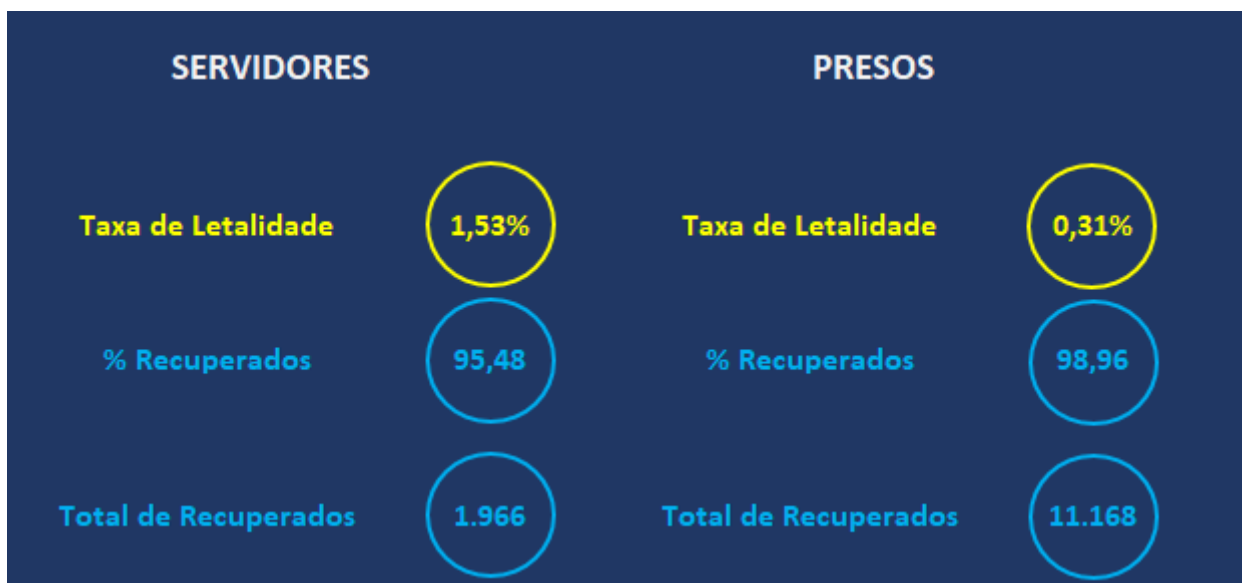 SERVIDORES
PRESOS
Taxa de Letalidade
1,53%
Taxa de Letalidade
0,31%
% Recuperados
95,48
% Recuperados
98,96
Total de Recuperados
1.966
Total de Recuperados
11.168